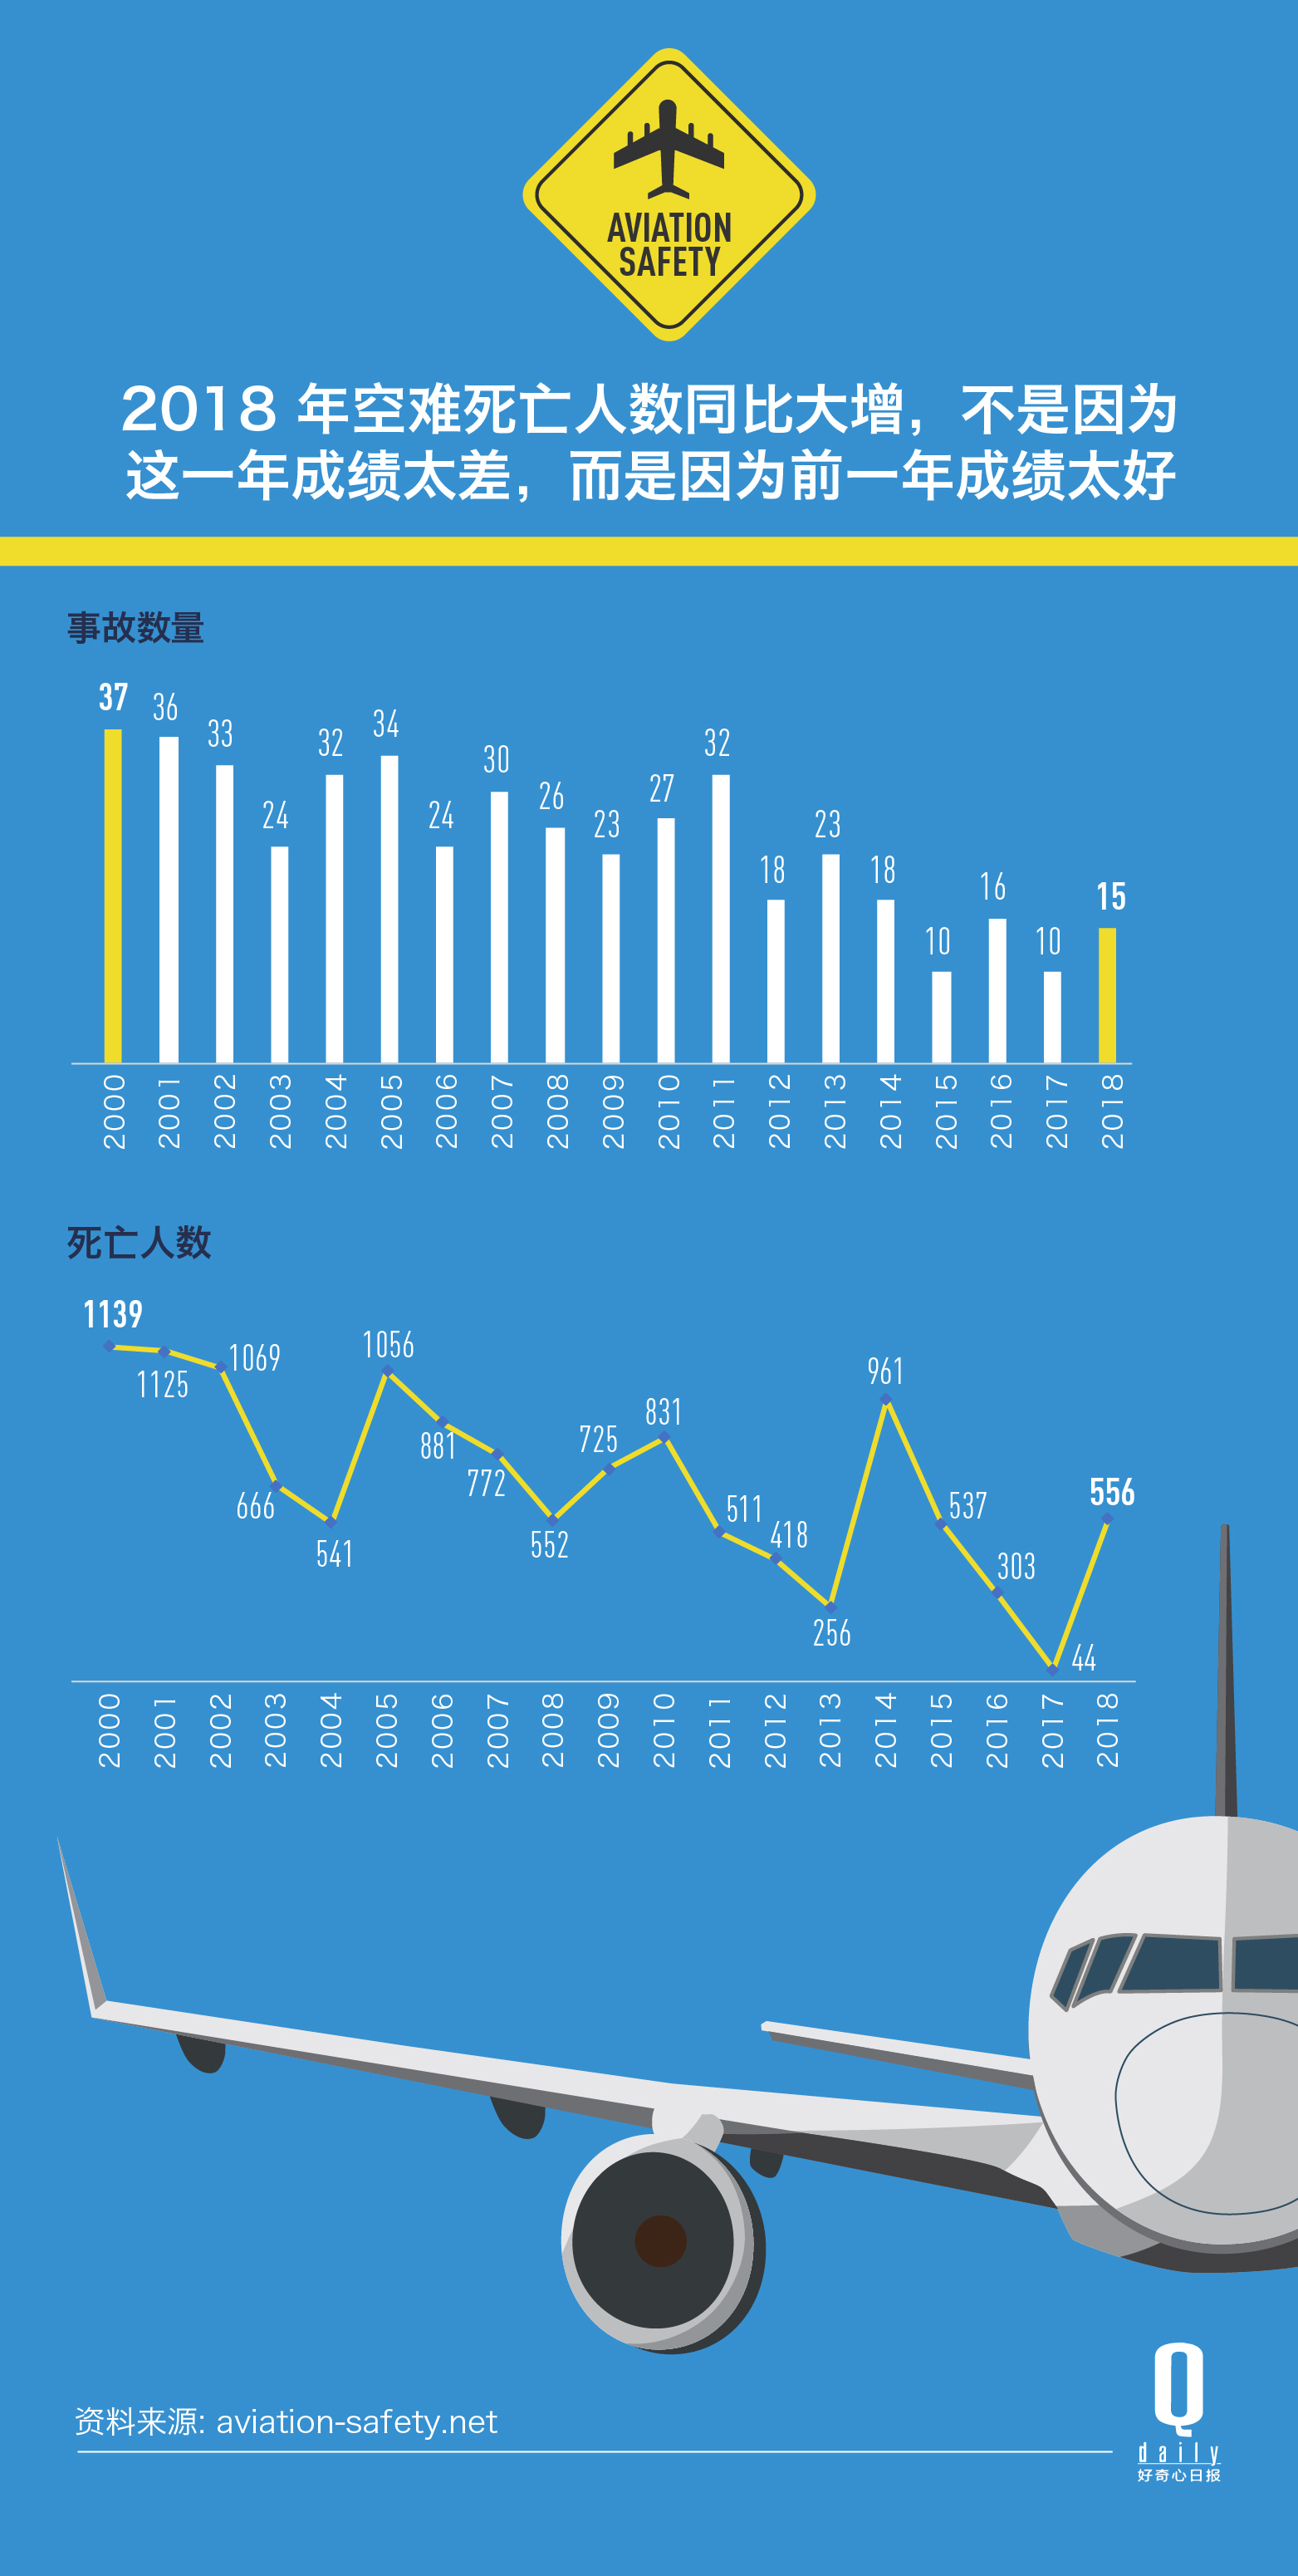 AVIATION
SAFETY
2018 年空难死亡人数同比大增，不是因为
这一年成绩太差，而是因为前一年成绩太好
事故数量
37 36 33 24 32 34 24 30 26 23 27 32 18 23 18 10 16 10 15
2000 2001 2002 2003 2004 2005 2006 2007 2008 2009 2010 2011 2012 2013 2014 2015 2016 2017 2018
死亡人数
1139 1125 1069 666 541 1056 881 772 552 725 831 511 418 256 961 537 303 44 556
2000 2001 2002 2003 2004 2005 2006 2007 2008 2009 2010 2011 2012 2013 2014 2015 2016 2017 2018
资料来源: aviation-safety.net
Q
daily
好奇心日报